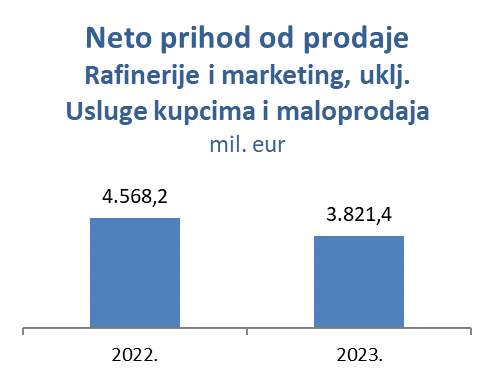 Neto prihod od prodaje
Rafinerije i marketing, uklj.
Usluge kupcima i maloprodaja
mil. eur
4.568,2
3.821,4
2022.
2023.